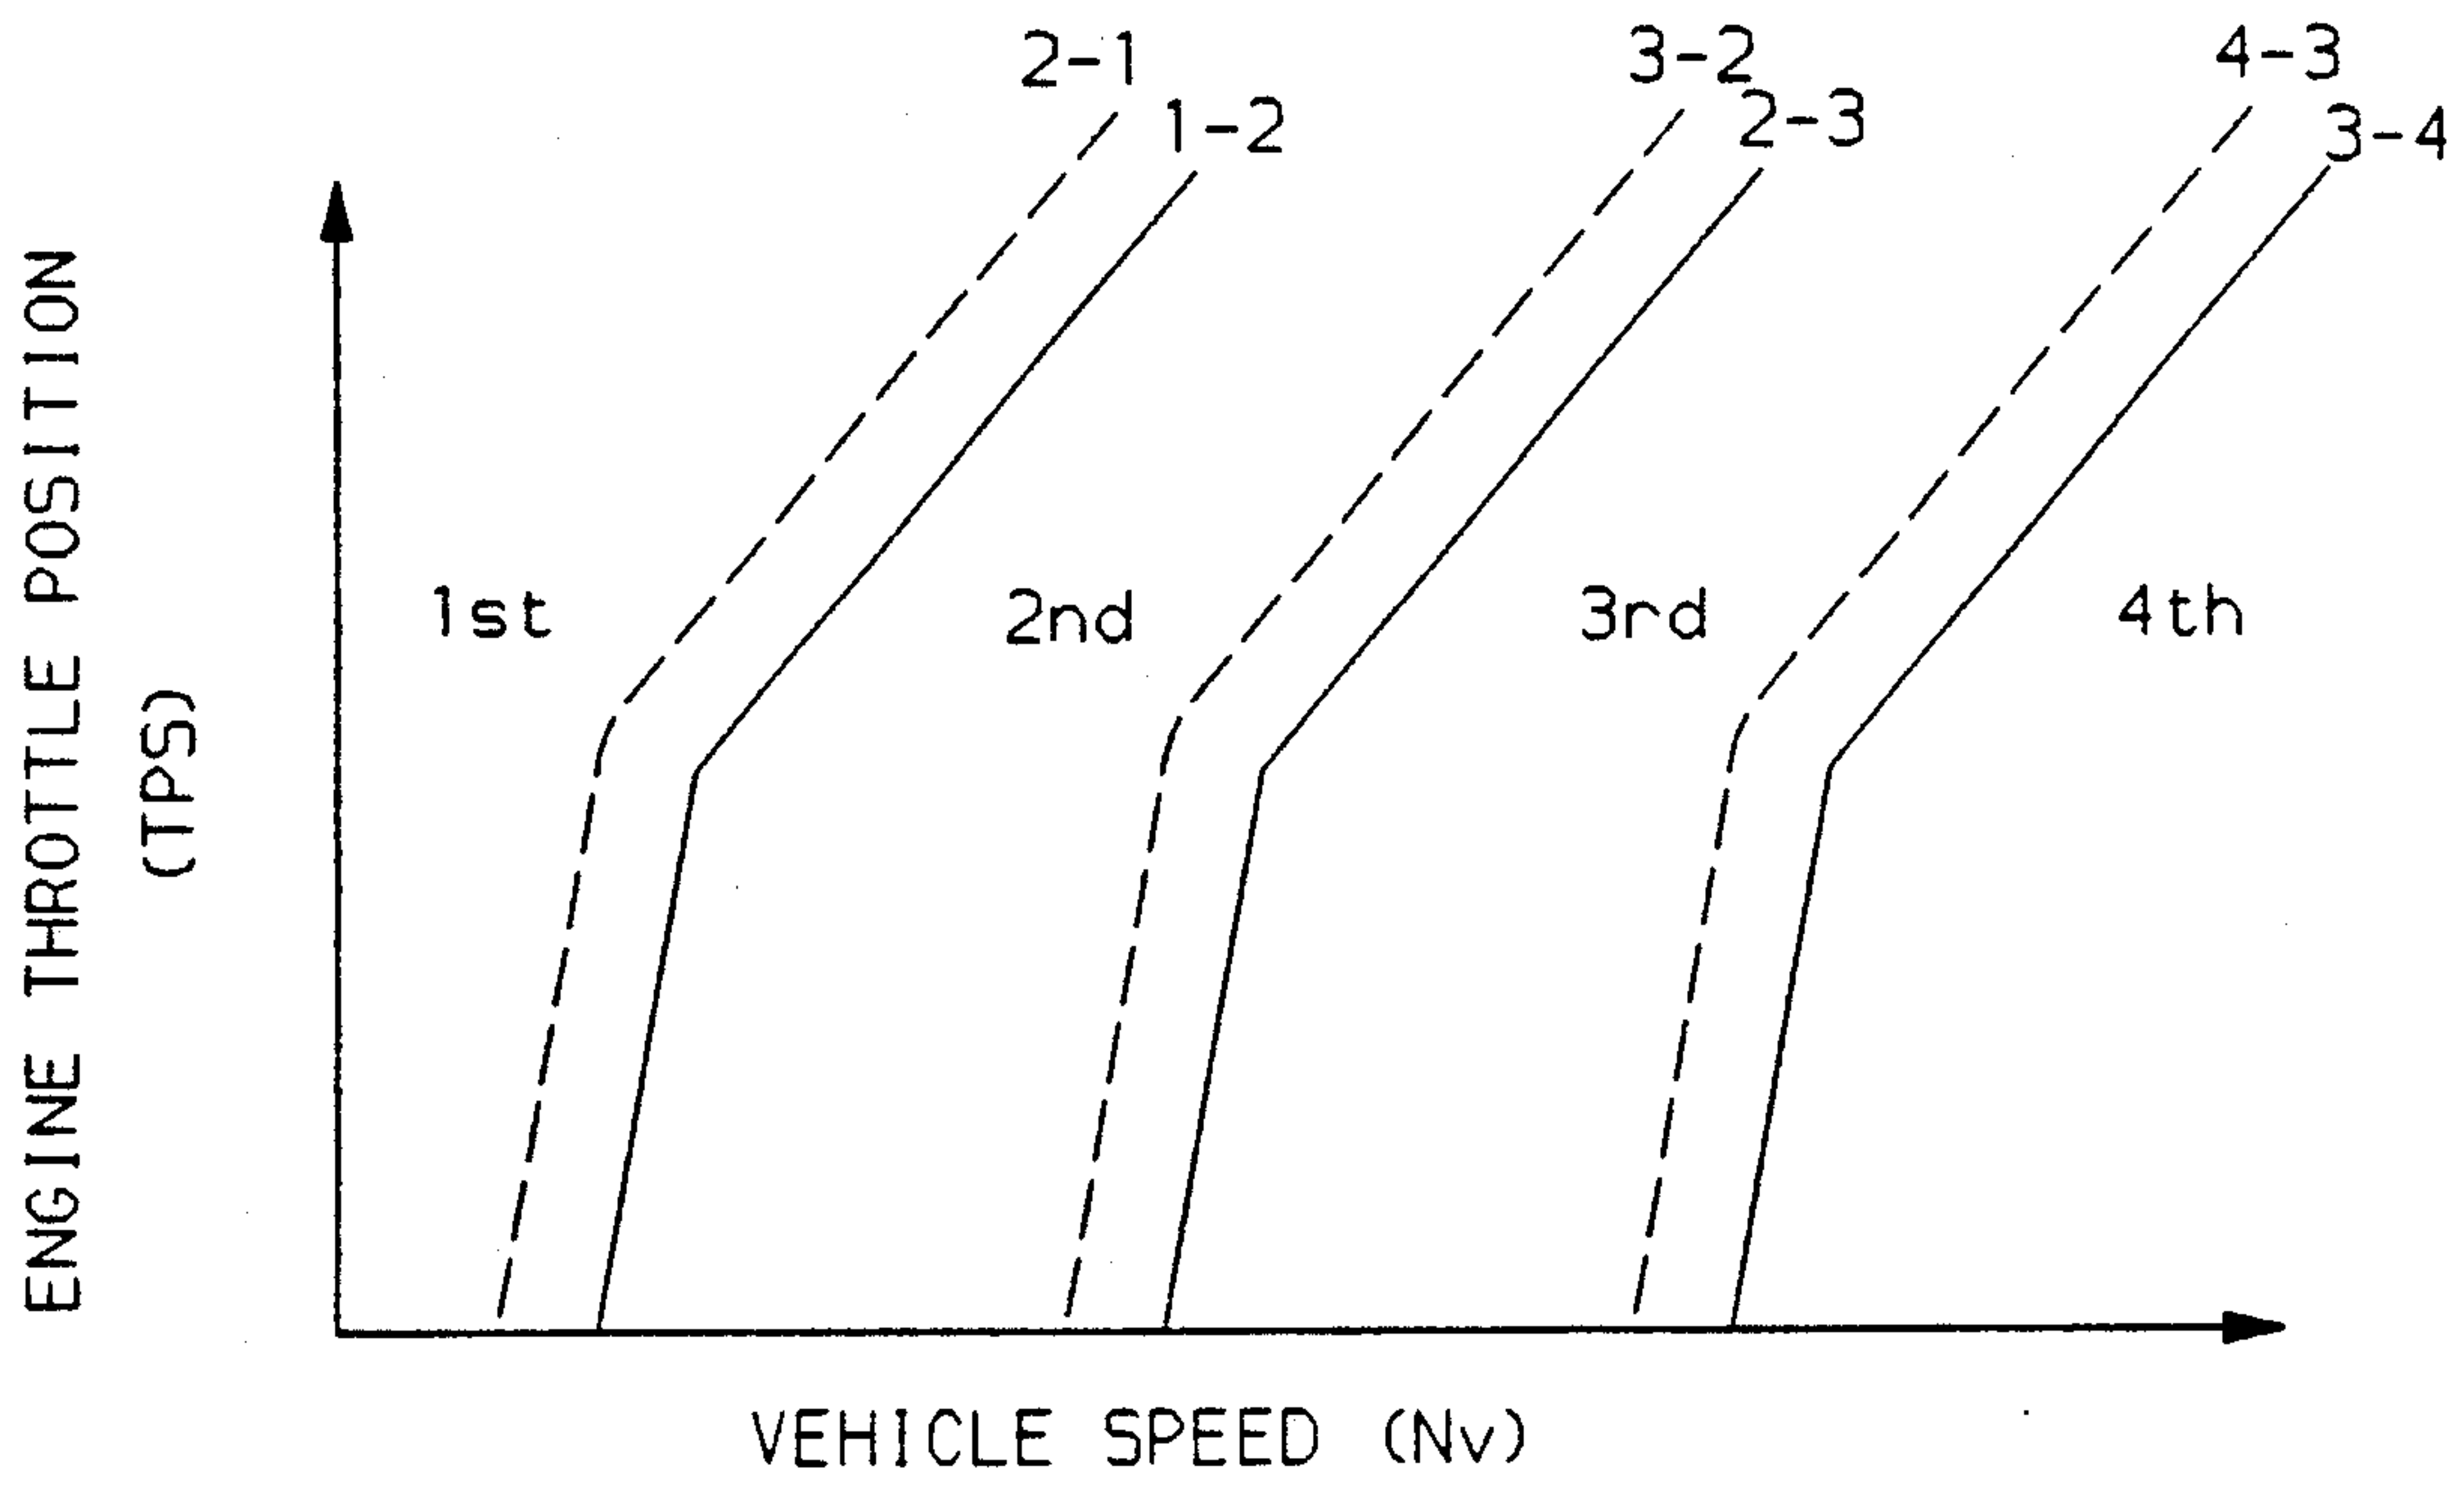 2-1
1-2
3-2
2-3
4-3
3-4
ENGINE THROTTLE POSITION
(TPS)
1st
2nd
3rd
4th
VEHICLE SPEED (Nv)